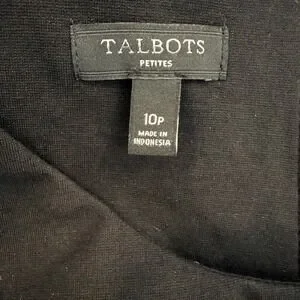 TALBOTS
PETITES
10P
MADE IN
INDONESIA